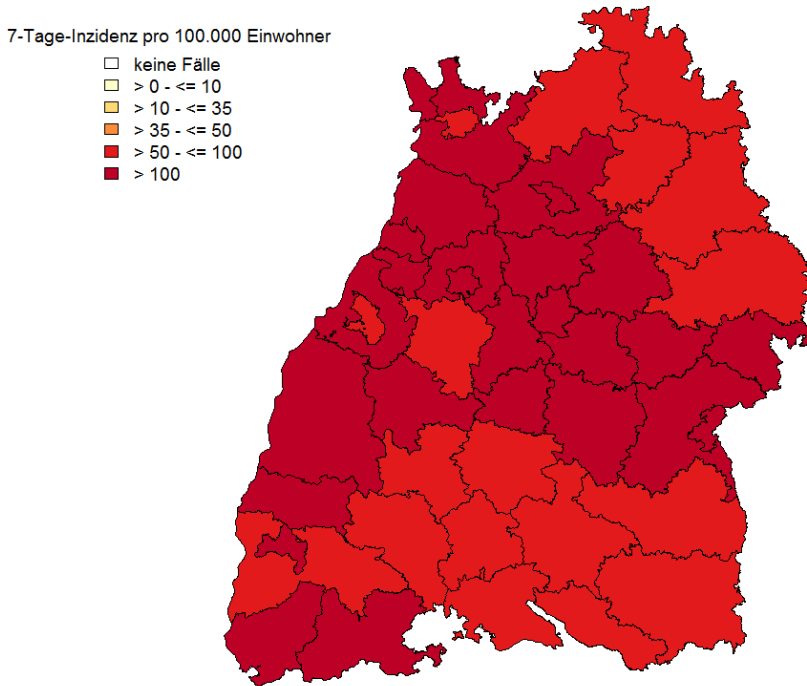 7-Tage-Inzidenz pro 100.000 Einwohner
keine Fälle
> 0 - <= 10
> 10 - <= 35
> 35 - <= 50
> 50 - <= 100
> 100